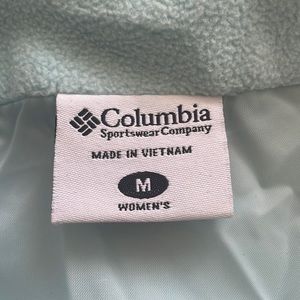 Columbia
Sportswear Company
MADE IN VIETNAM
M
WOMEN'S